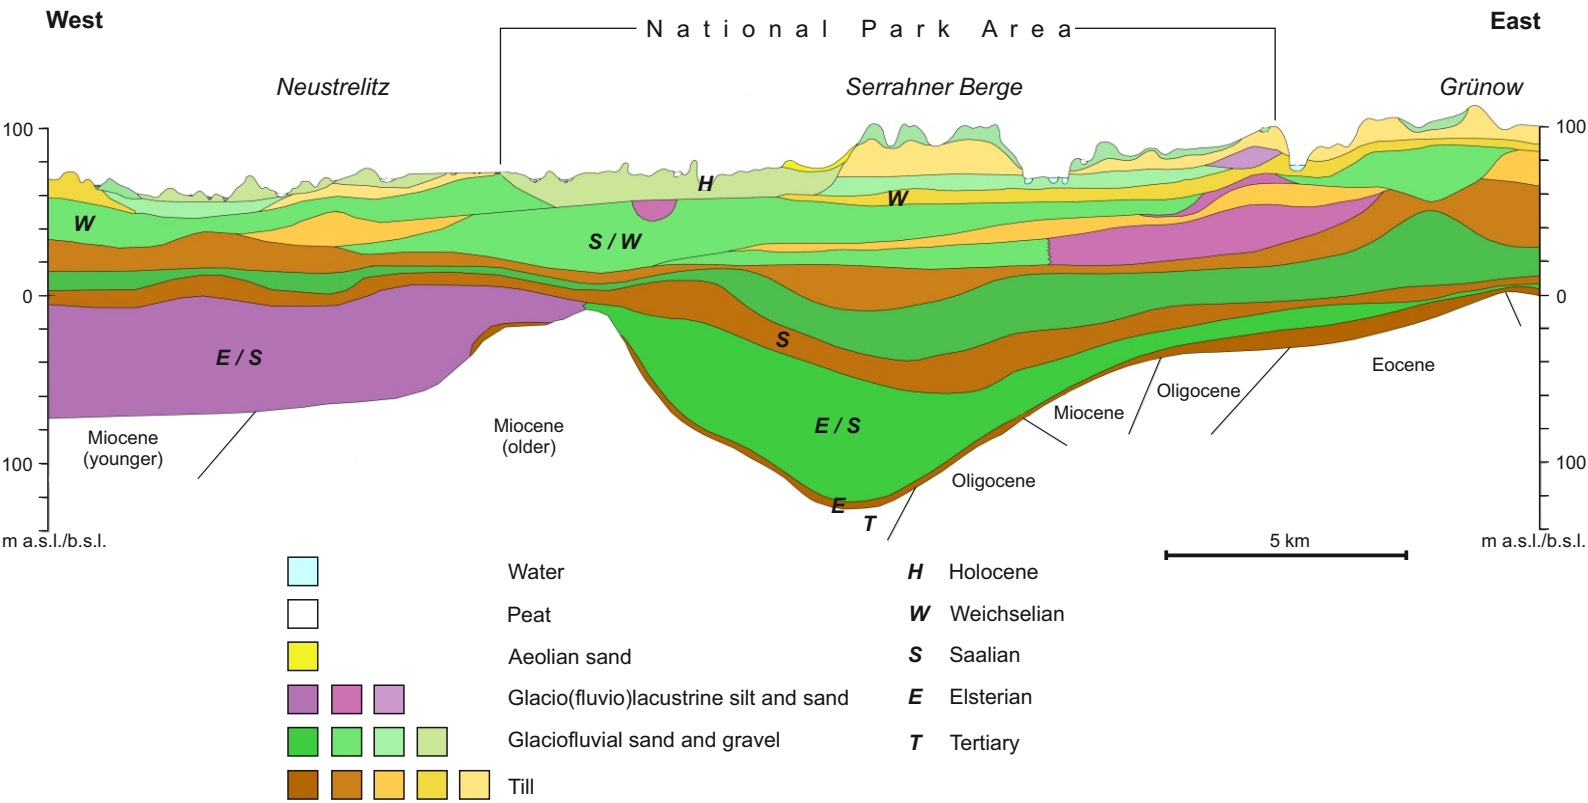 West
National Park Area
East
Neustrelitz
Serrahner Berge
Grünow
100
100
H
W
W
S / W
0
0
S
E / S
Eocene
Oligocene
Miocene
E / S
Miocene
(younger)
Miocene
(older)
100
100
Oligocene
E
T
m a.s.l./b.s.l.
5 km
m a.s.l./b.s.l.
Water
H Holocene
Peat
W Weichselian
Aeolian sand
S Saalian
Glacio(fluvio)lacustrine silt and sand
E Elsterian
Glaciofluvial sand and gravel
T Tertiary
Till